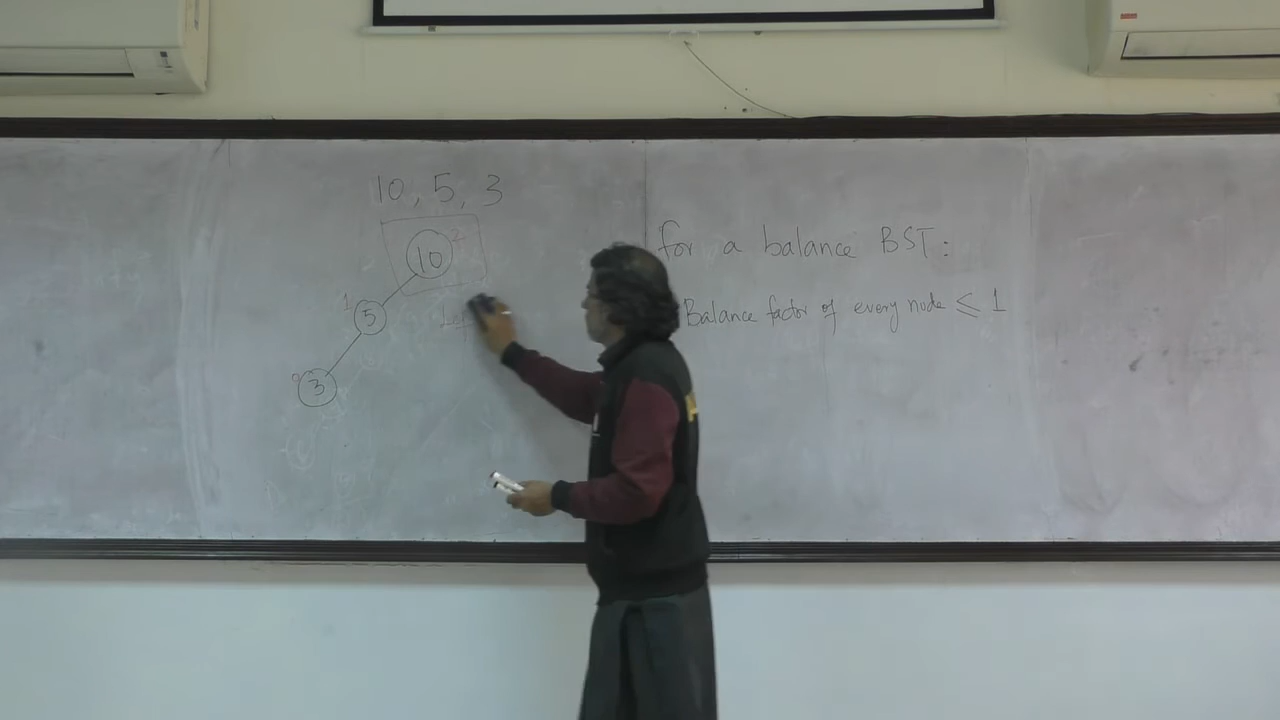 10, 5, 3
10 2
1 5
0 3
for a balance BST:
Balance factor of every node ≤ 1